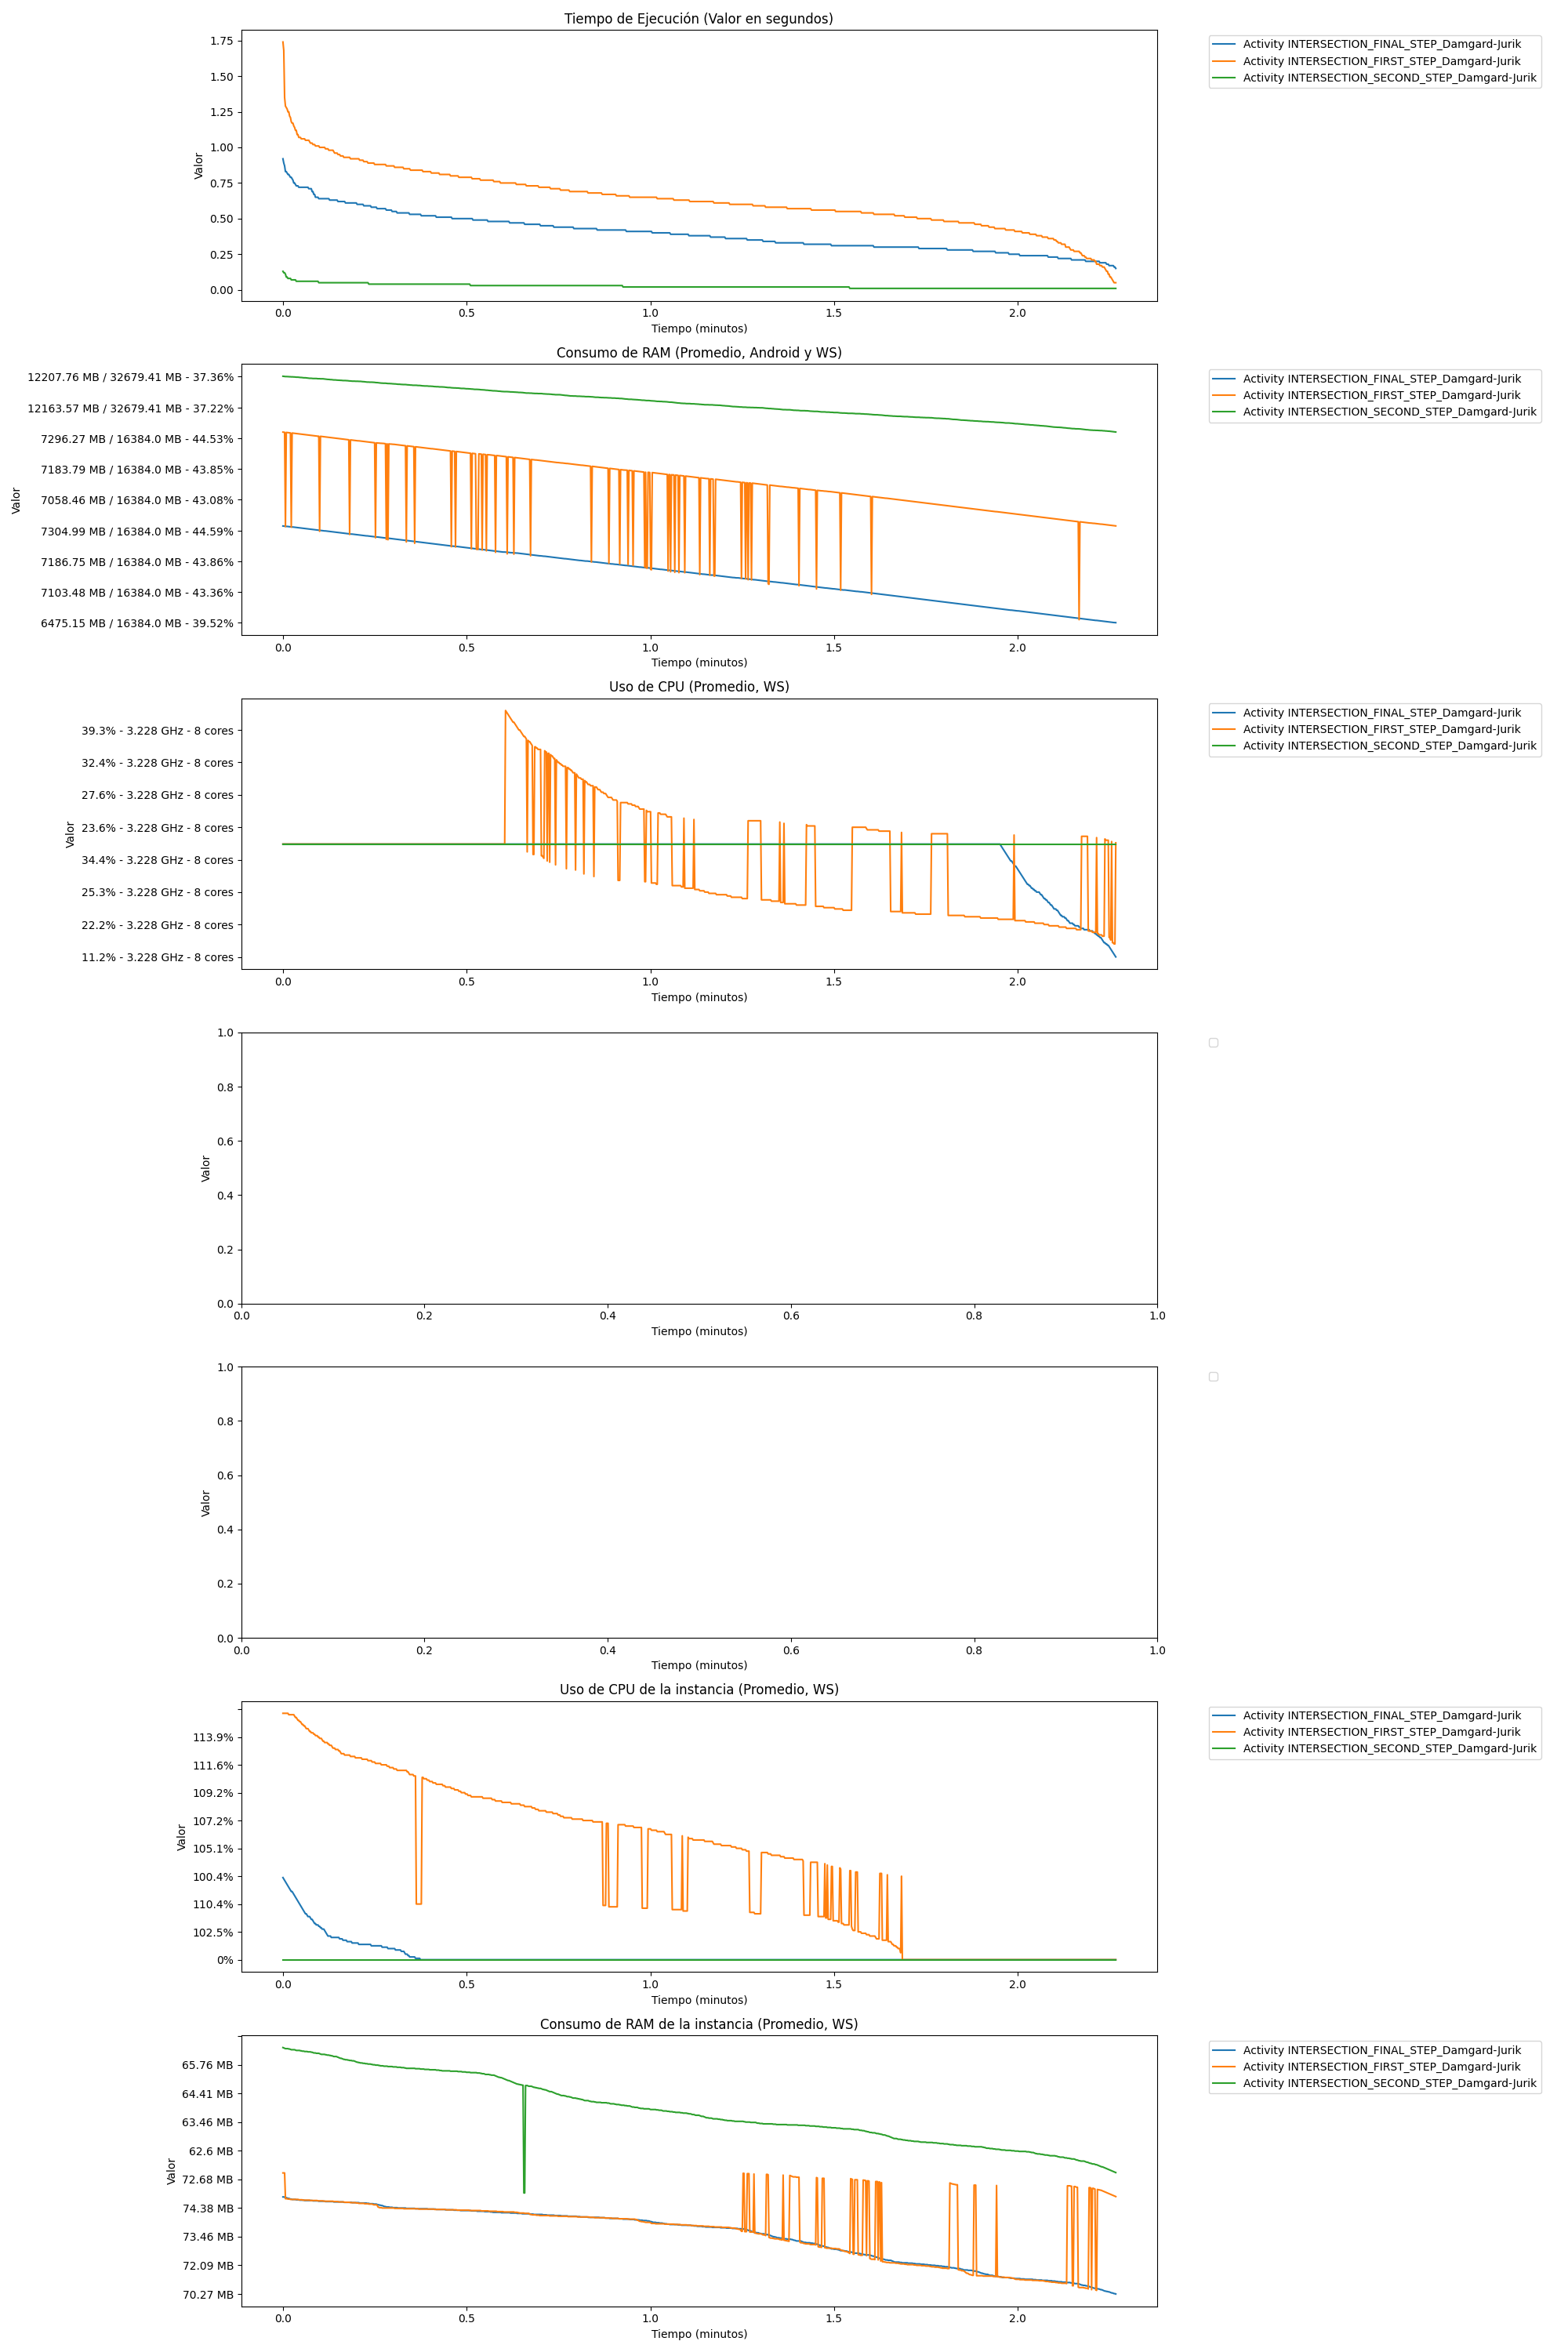 Tiempo de Ejecución (Valor en segundos)
1.75
1.50
1.25
1.00
0.75
0.50
0.25
0.00
Valor
0.0 0.5 1.0 1.5 2.0
Tiempo (minutos)
Activity INTERSECTION_FINAL_STEP_Damgard-Jurik
Activity INTERSECTION_FIRST_STEP_Damgard-Jurik
Activity INTERSECTION_SECOND_STEP_Damgard-Jurik
Consumo de RAM (Promedio, Android y WS)
12207.76 MB / 32679.41 MB - 37.36%
12163.57 MB / 32679.41 MB - 37.22%
7296.27 MB / 16384.0 MB - 44.53%
7183.79 MB / 16384.0 MB - 43.85%
7058.46 MB / 16384.0 MB - 43.08%
7304.99 MB / 16384.0 MB - 44.59%
7186.75 MB / 16384.0 MB - 43.86%
7103.48 MB / 16384.0 MB - 43.36%
6475.15 MB / 16384.0 MB - 39.52%
Valor
0.0 0.5 1.0 1.5 2.0
Tiempo (minutos)
Activity INTERSECTION_FINAL_STEP_Damgard-Jurik
Activity INTERSECTION_FIRST_STEP_Damgard-Jurik
Activity INTERSECTION_SECOND_STEP_Damgard-Jurik
Uso de CPU (Promedio, WS)
39.3% - 3.228 GHz - 8 cores
32.4% - 3.228 GHz - 8 cores
27.6% - 3.228 GHz - 8 cores
23.6% - 3.228 GHz - 8 cores
34.4% - 3.228 GHz - 8 cores
25.3% - 3.228 GHz - 8 cores
22.2% - 3.228 GHz - 8 cores
11.2% - 3.228 GHz - 8 cores
Valor
0.0 0.5 1.0 1.5 2.0
Tiempo (minutos)
Activity INTERSECTION_FINAL_STEP_Damgard-Jurik
Activity INTERSECTION_FIRST_STEP_Damgard-Jurik
Activity INTERSECTION_SECOND_STEP_Damgard-Jurik
1.0
0.8
0.6
0.4
0.2
0.0
Valor
0.0 0.2 0.4 0.6 0.8 1.0
Tiempo (minutos)
1.0
0.8
0.6
0.4
0.2
0.0
Valor
0.0 0.2 0.4 0.6 0.8 1.0
Tiempo (minutos)
Uso de CPU de la instancia (Promedio, WS)
113.9%
111.6%
109.2%
107.2%
105.1%
100.4%
110.4%
102.5%
0%
Valor
0.0 0.5 1.0 1.5 2.0
Tiempo (minutos)
Activity INTERSECTION_FINAL_STEP_Damgard-Jurik
Activity INTERSECTION_FIRST_STEP_Damgard-Jurik
Activity INTERSECTION_SECOND_STEP_Damgard-Jurik
Consumo de RAM de la instancia (Promedio, WS)
65.76 MB
64.41 MB
63.46 MB
62.6 MB
72.68 MB
74.38 MB
73.46 MB
72.09 MB
70.27 MB
Valor
0.0 0.5 1.0 1.5 2.0
Tiempo (minutos)
Activity INTERSECTION_FINAL_STEP_Damgard-Jurik
Activity INTERSECTION_FIRST_STEP_Damgard-Jurik
Activity INTERSECTION_SECOND_STEP_Damgard-Jurik